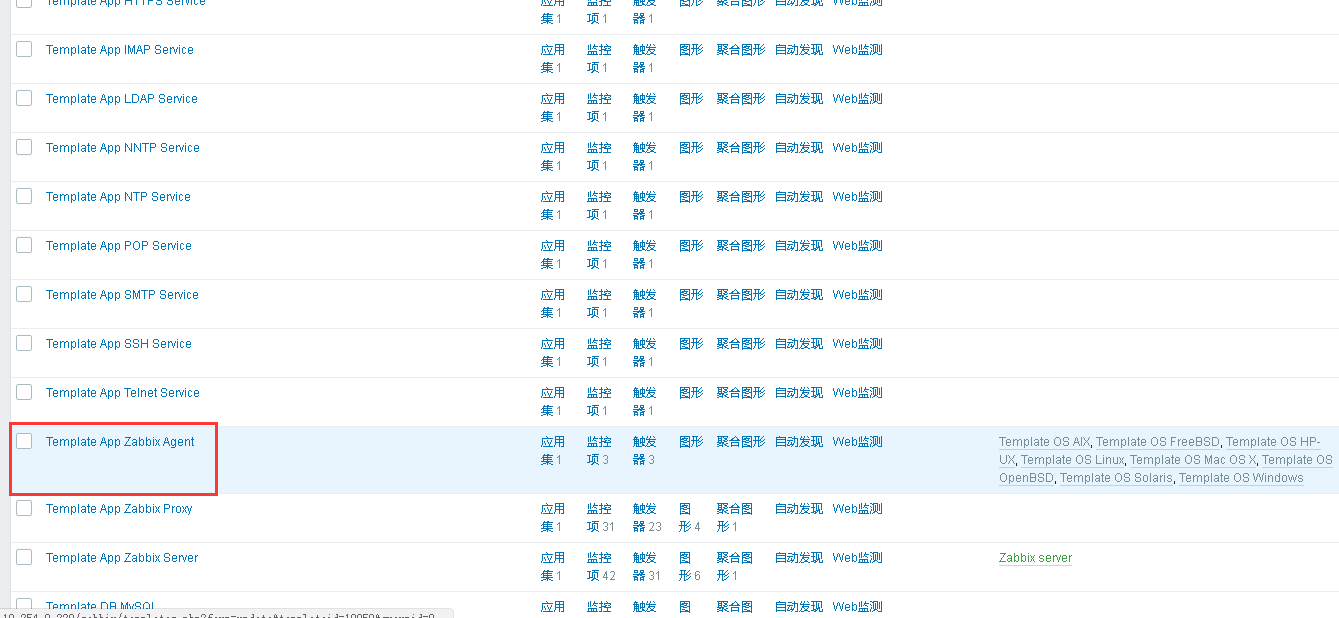 Template App HTTPS Service 应用 监控 触发 图形 聚合图形 自动发现 Web监测
集 1 项 1 器 1
Template App IMAP Service 应用 监控 触发 图形 聚合图形 自动发现 Web监测
集 1 项 1 器 1
Template App LDAP Service 应用 监控 触发 图形 聚合图形 自动发现 Web监测
集 1 项 1 器 1
Template App NNTP Service 应用 监控 触发 图形 聚合图形 自动发现 Web监测
集 1 项 1 器 1
Template App NTP Service 应用 监控 触发 图形 聚合图形 自动发现 Web监测
集 1 项 1 器 1
Template App POP Service 应用 监控 触发 图形 聚合图形 自动发现 Web监测
集 1 项 1 器 1
Template App SMTP Service 应用 监控 触发 图形 聚合图形 自动发现 Web监测
集 1 项 1 器 1
Template App SSH Service 应用 监控 触发 图形 聚合图形 自动发现 Web监测
集 1 项 1 器 1
Template App Telnet Service 应用 监控 触发 图形 聚合图形 自动发现 Web监测
集 1 项 1 器 1
Template App Zabbix Agent 应用 监控 触发 图形 聚合图形 自动发现 Web监测 Template OS AIX, Template OS FreeBSD, Template OS HP-
集 1 项 3 器 3 UX, Template OS Linux, Template OS Mac OS X, Template OS
OpenBSD, Template OS Solaris, Template OS Windows
Template App Zabbix Proxy 应用 监控 触发 图 聚合图 自动发现 Web监测
集 1 项 31 器 23 形 4 形 1
Template App Zabbix Server 应用 监控 触发 图 聚合图 自动发现 Web监测 Zabbix server
集 1 项 42 器 31 形 6 形 1
Template DB MySQL 应用 监控 触发 图 聚合图形 自动发现 Web监测